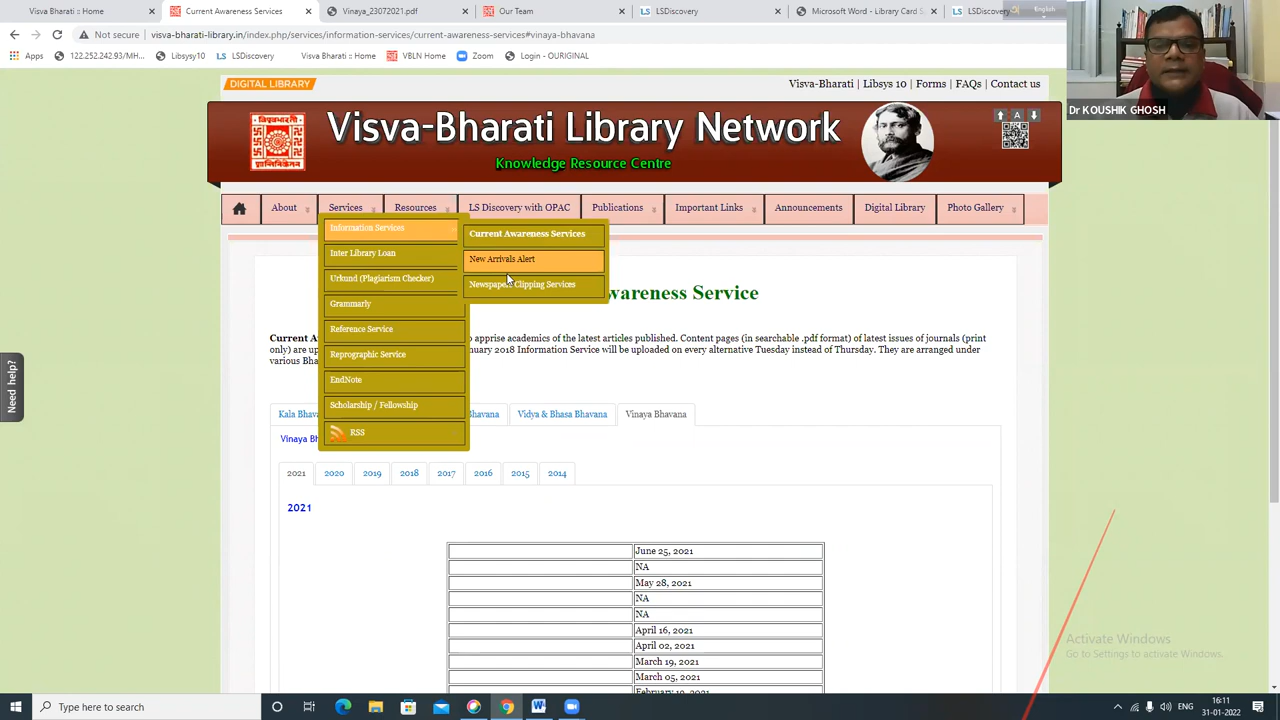 Visva Bharati :: Home
Current Awareness Services
Vinaya_23072021.pdf
Our Team
LSDiscovery
Microsoft Word - Library Card S
LSDiscovery
English
Not secure
visva-bharati-library.in/index.php/services/information-services/current-awareness-services#vinaya-bhavana
Apps
122.252.242.93/MH...
Libsysy10
LSDiscovery
Visva Bharati :: Home
VBLN Home
Zoom
Login - OURIGINAL
Dr KOUSHIK GHOSH
DIGITAL LIBRARY
Visva-Bharati | Libsys 10 | Forms | FAQs | Contact us
Visva-Bharati Library Network
A
Knowledge Resource Centre
About
Services
Resources
LS Discovery with OPAC
Publications
Important Links
Announcements
Digital Library
Photo Gallery
Information Services
Current Awareness Services
Inter Library Loan
New Arrivals Alert
Urkund (Plagiarism Checker)
Newspapers Clipping Services
Grammarly
Reference Service
Reprographic Service
EndNote
Scholarship / Fellowship
RSS
wareness Service
Current A
o apprise academics of the latest articles published. Content pages (in searchable .pdf format) of latest issues of journals (print
only) are up
nuary 2018 Information Service will be uploaded on every alternative Tuesday instead of Thursday. They are arranged under
various Bha
Need help?
Kala Bhava
Bhavana
Vidya & Bhasa Bhavana
Vinaya Bhavana
Vinaya Bh
2021
2020
2019
2018
2017
2016
2015
2014
2021
June 25, 2021
NA
May 28, 2021
NA
NA
April 16, 2021
April 02, 2021
March 19, 2021
March 05, 2021
February 19, 2021
Activate Windows
Go to Settings to activate Windows.
Type here to search
ENG
16:11
31-01-2022